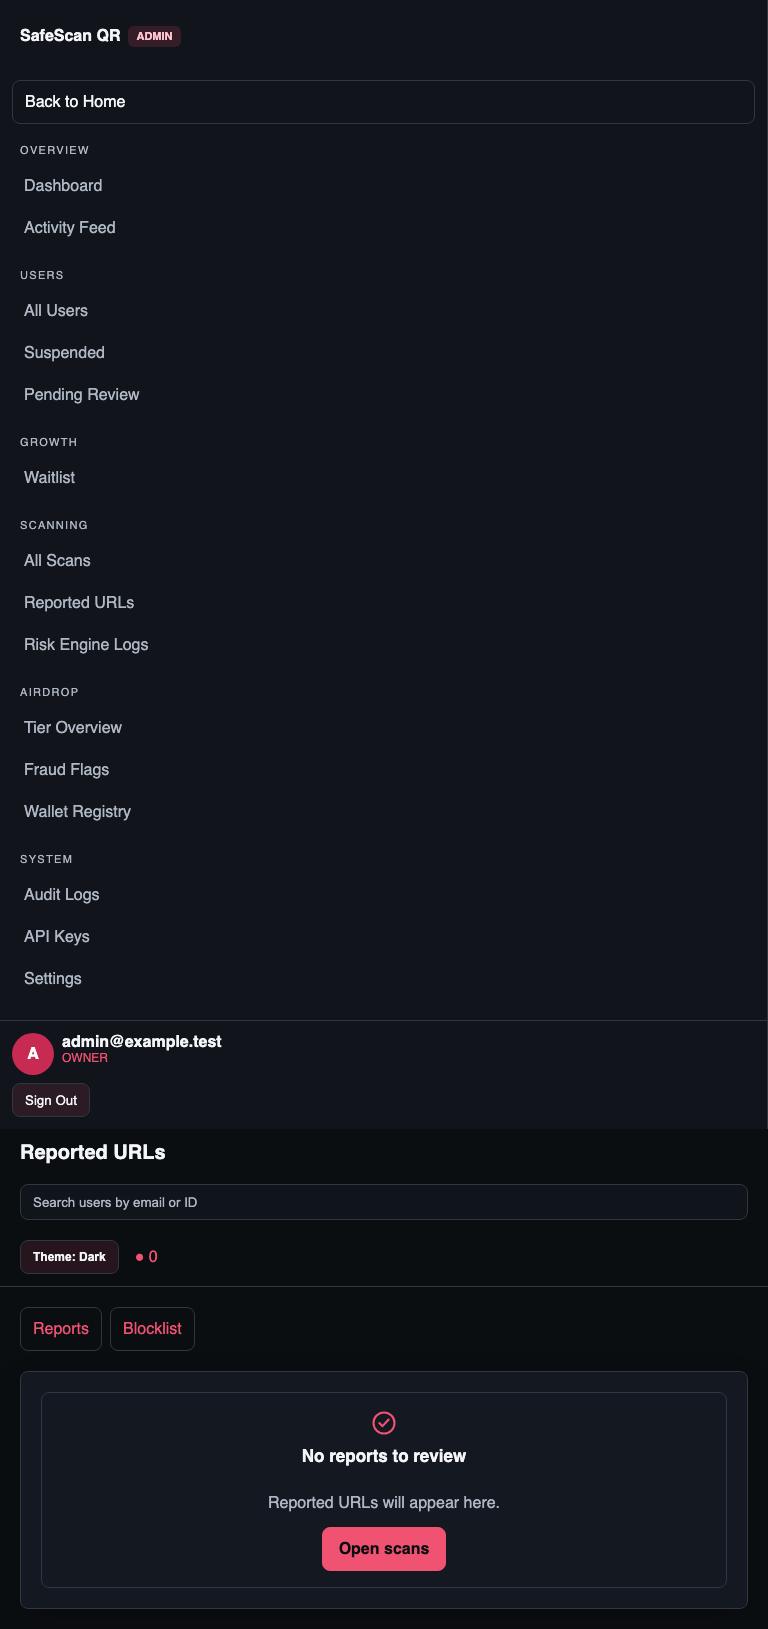 SafeScan QR ADMIN
Back to Home
OVERVIEW
Dashboard
Activity Feed
USERS
All Users
Suspended
Pending Review
GROWTH
Waitlist
SCANNING
All Scans
Reported URLs
Risk Engine Logs
AIRDROP
Tier Overview
Fraud Flags
Wallet Registry
SYSTEM
Audit Logs
API Keys
Settings
A admin@example.test
OWNER
Sign Out
Reported URLs
Search users by email or ID
Theme: Dark ● 0
Reports Blocklist
No reports to review
Reported URLs will appear here.
Open scans